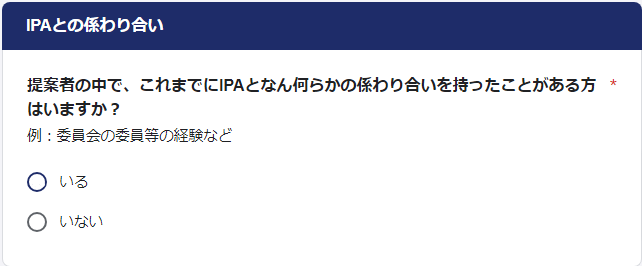 IPAとの係わり合い
提案者の中で、これまでにIPAとなん何らかの係わり合いを持ったことがある方 *
はいますか？
例：委員会の委員等の経験など
いる
いない